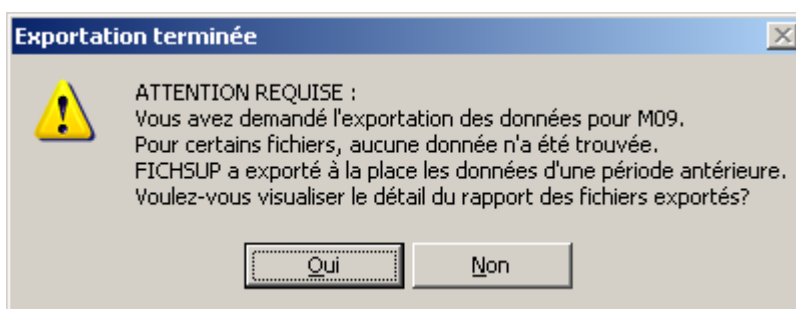 Exportation terminée
ATTENTION REQUISE :
Vous avez demandé l'exportation des données pour M09.
Pour certains fichiers, aucune donnée n'a été trouvée.
FICHSUP a exporté à la place les données d'une période antérieure.
Voulez-vous visualiser le détail du rapport des fichiers exportés?
Oui Non